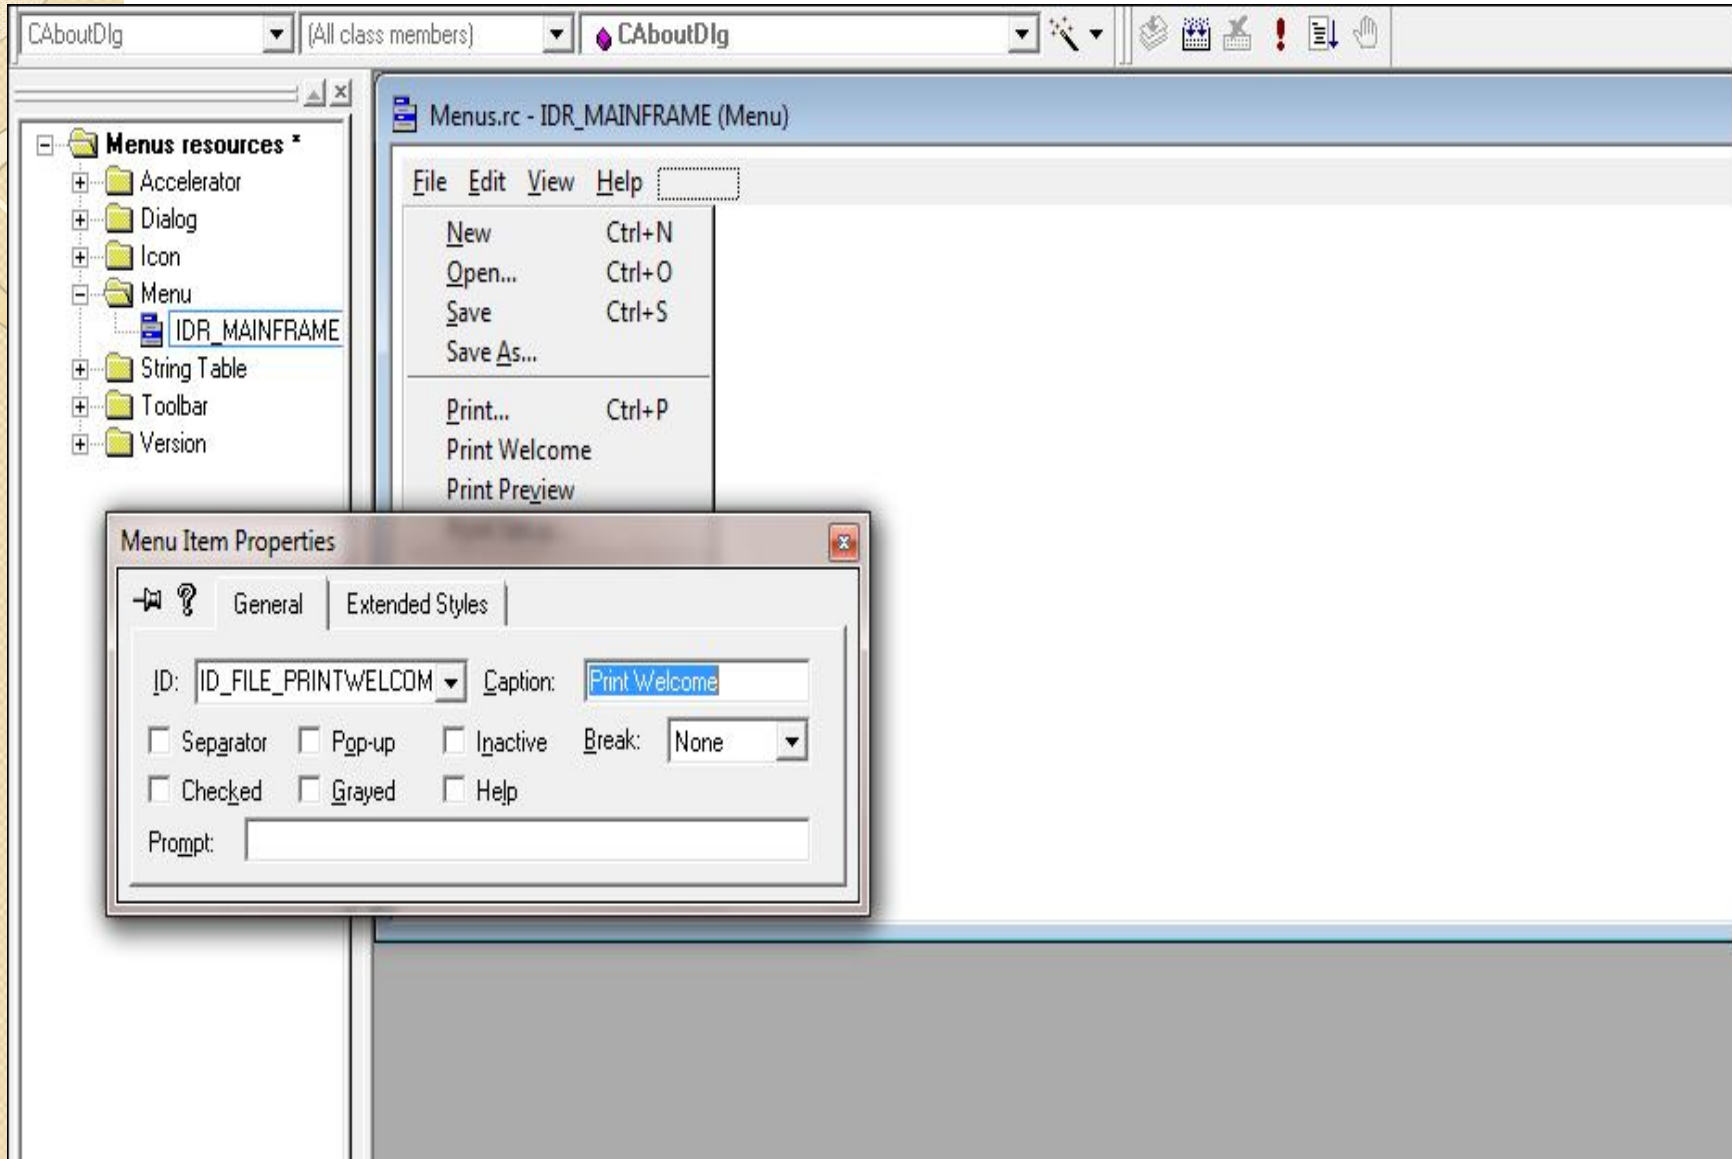 CAboutDlg (All class members) CAboutDlg
Menus resources *
Accelerator
Dialog
Icon
Menu
IDR_MAINFRAME
String Table
Toolbar
Version
Menus.rc - IDR_MAINFRAME (Menu)
File Edit View Help
New Ctrl+N
Open... Ctrl+O
Save Ctrl+S
Save As...
Print... Ctrl+P
Print Welcome
Print Preview
Menu Item Properties
General Extended Styles
ID: ID_FILE_PRINTWELCOM Caption: Print Welcome
Separator Pop-up Inactive Break: None
Checked Grayed Help
Prompt: